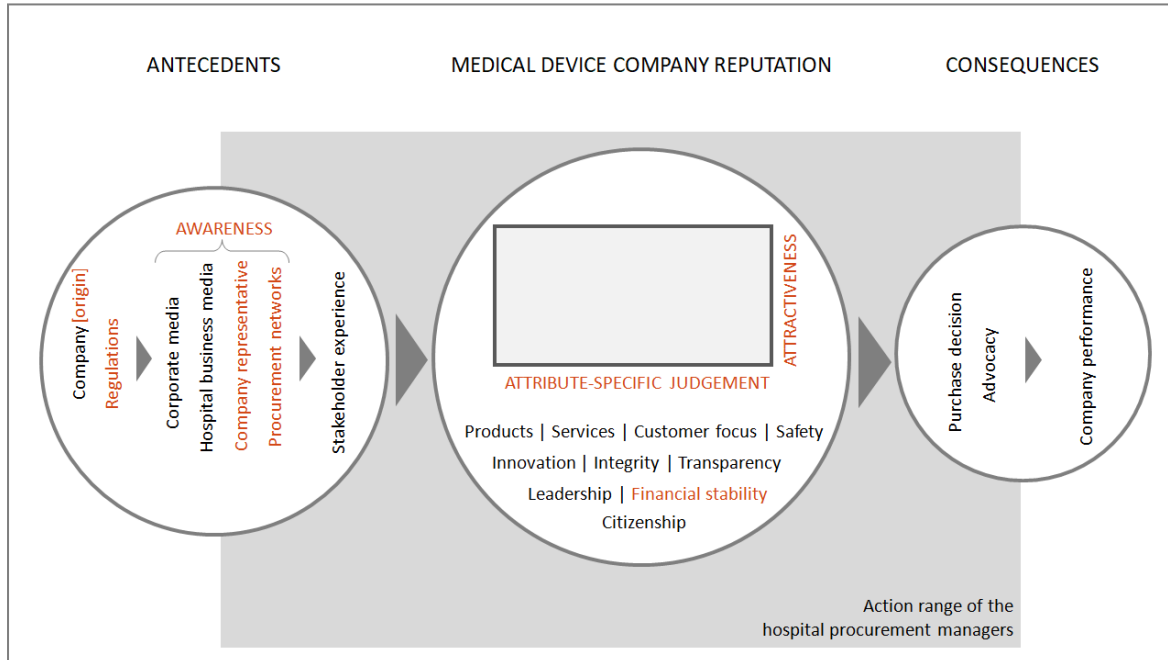 ANTECEDENTS
MEDICAL DEVICE COMPANY REPUTATION
CONSEQUENCES
AWARENESS
Company [origin]
Regulations
Corporate media
Hospital business media
Company representative
Procurement networks
Stakeholder experience
ATTRACTIVENESS
ATTRIBUTE-SPECIFIC JUDGEMENT
Products | Services | Customer focus | Safety
Innovation | Integrity | Transparency
Leadership | Financial stability
Citizenship
Purchase decision
Advocacy
Company performance
Action range of the
hospital procurement managers